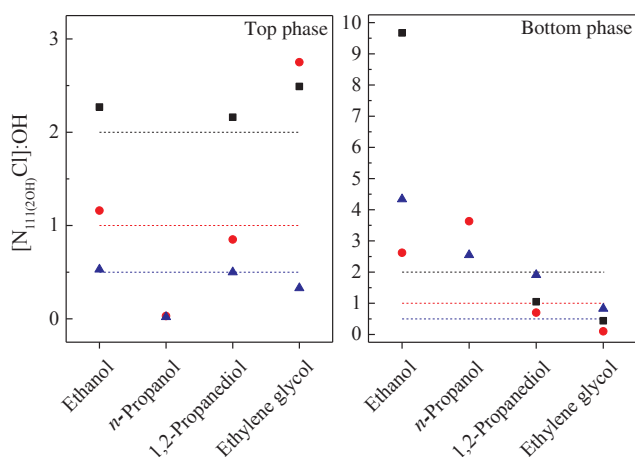 Top phase
3
2
1
0
[N111(2OH)Cl]:OH
Ethanol
n-Propanol
1,2-Propanediol
Ethylene glycol
Bottom phase
10
9
8
7
6
5
4
3
2
1
0
Ethanol
n-Propanol
1,2-Propanediol
Ethylene glycol